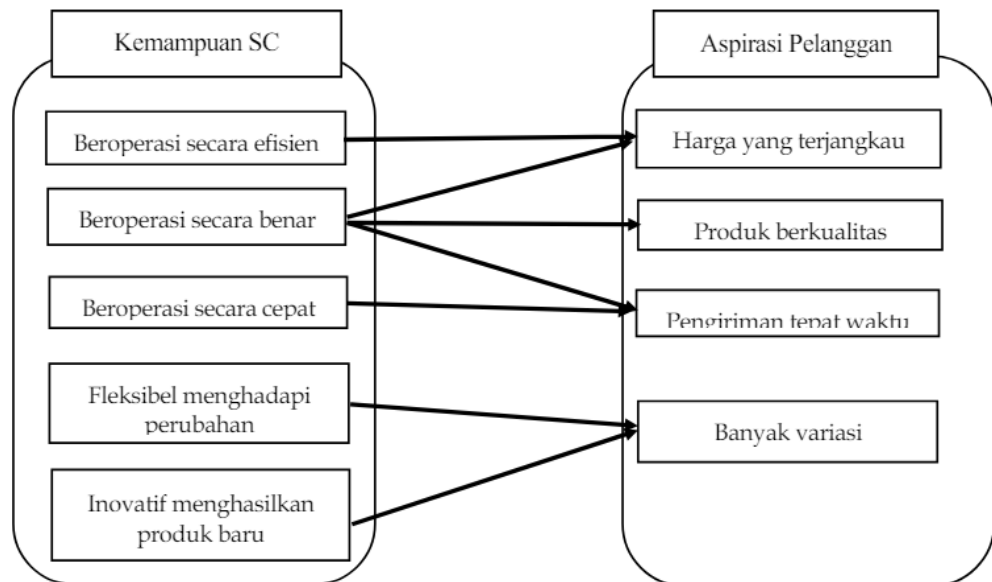 Kemampuan SC
Beroperasi secara efisien
Beroperasi secara benar
Beroperasi secara cepat
Fleksibel menghadapi
perubahan
Inovatif menghasilkan
produk baru
Aspirasi Pelanggan
Harga yang terjangkau
Produk berkualitas
Pengiriman tepat waktu
Banyak variasi